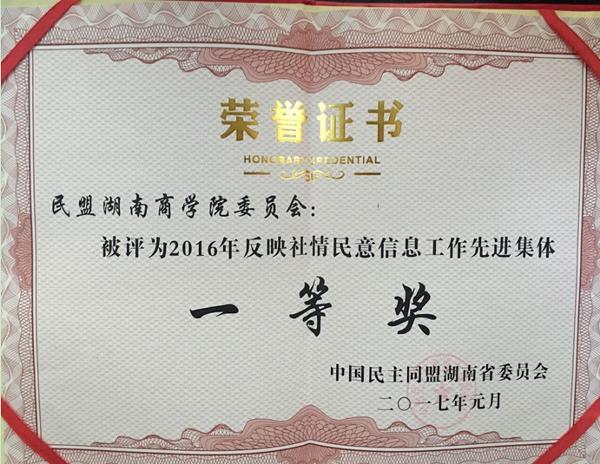 荣誉证书
HONORARY CREDENTIAL
民盟湖南商学院委员会：
被评为2016年反映社情民意信息工作先进集体
一等奖
中国民主同盟湖南省委员会
二〇一七年元月